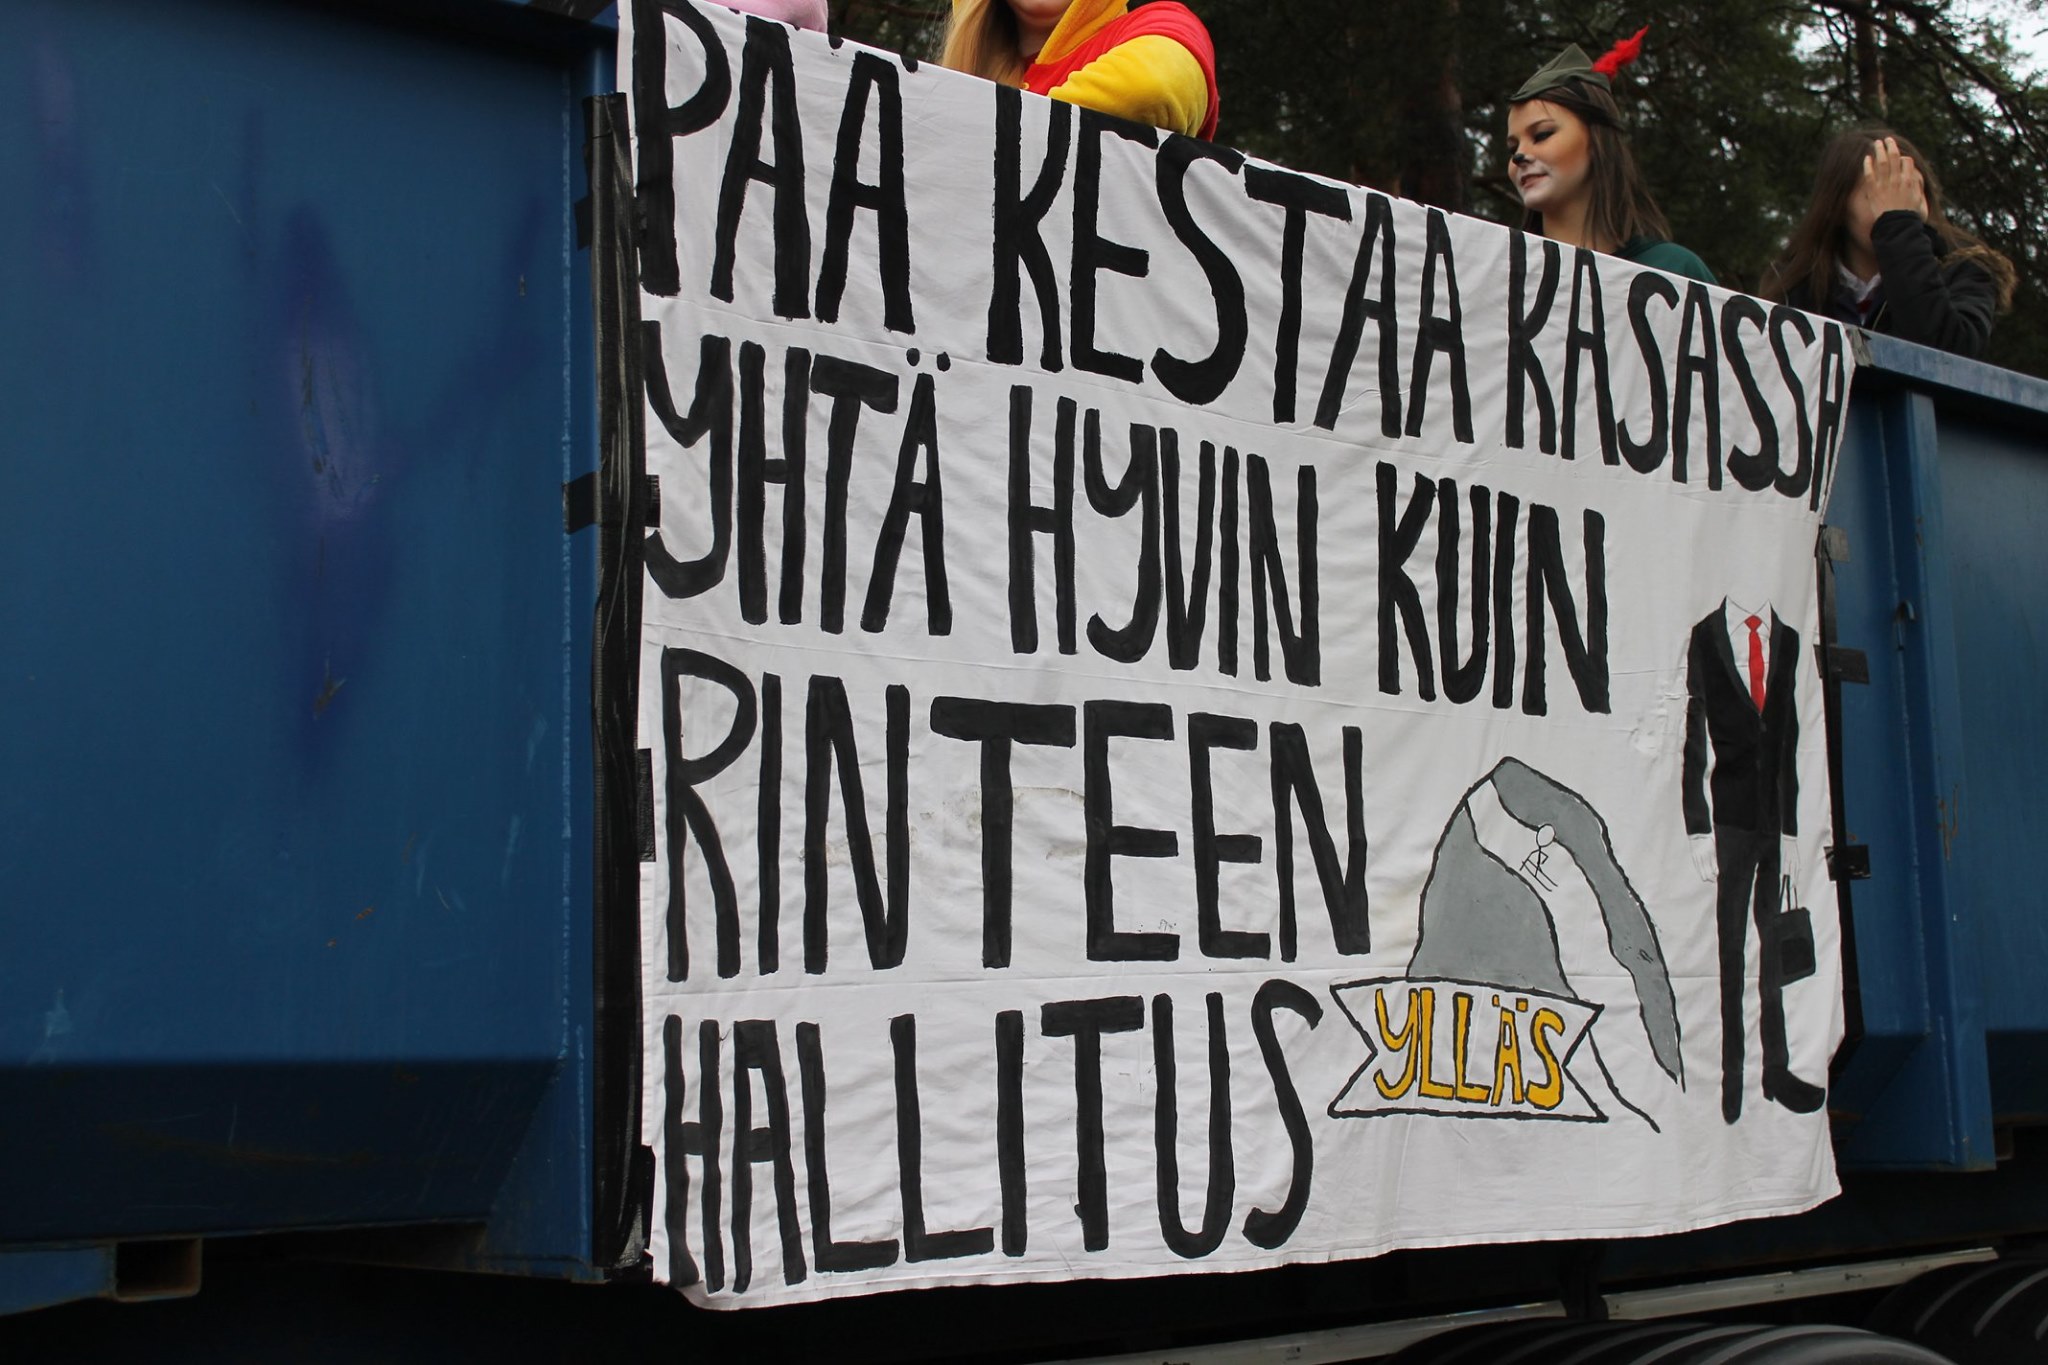 PÄÄ KESTÄÄ KASASSA
YHTÄ HYVIN KUIN
RINTEEN
HALLITUS
YLLÄS